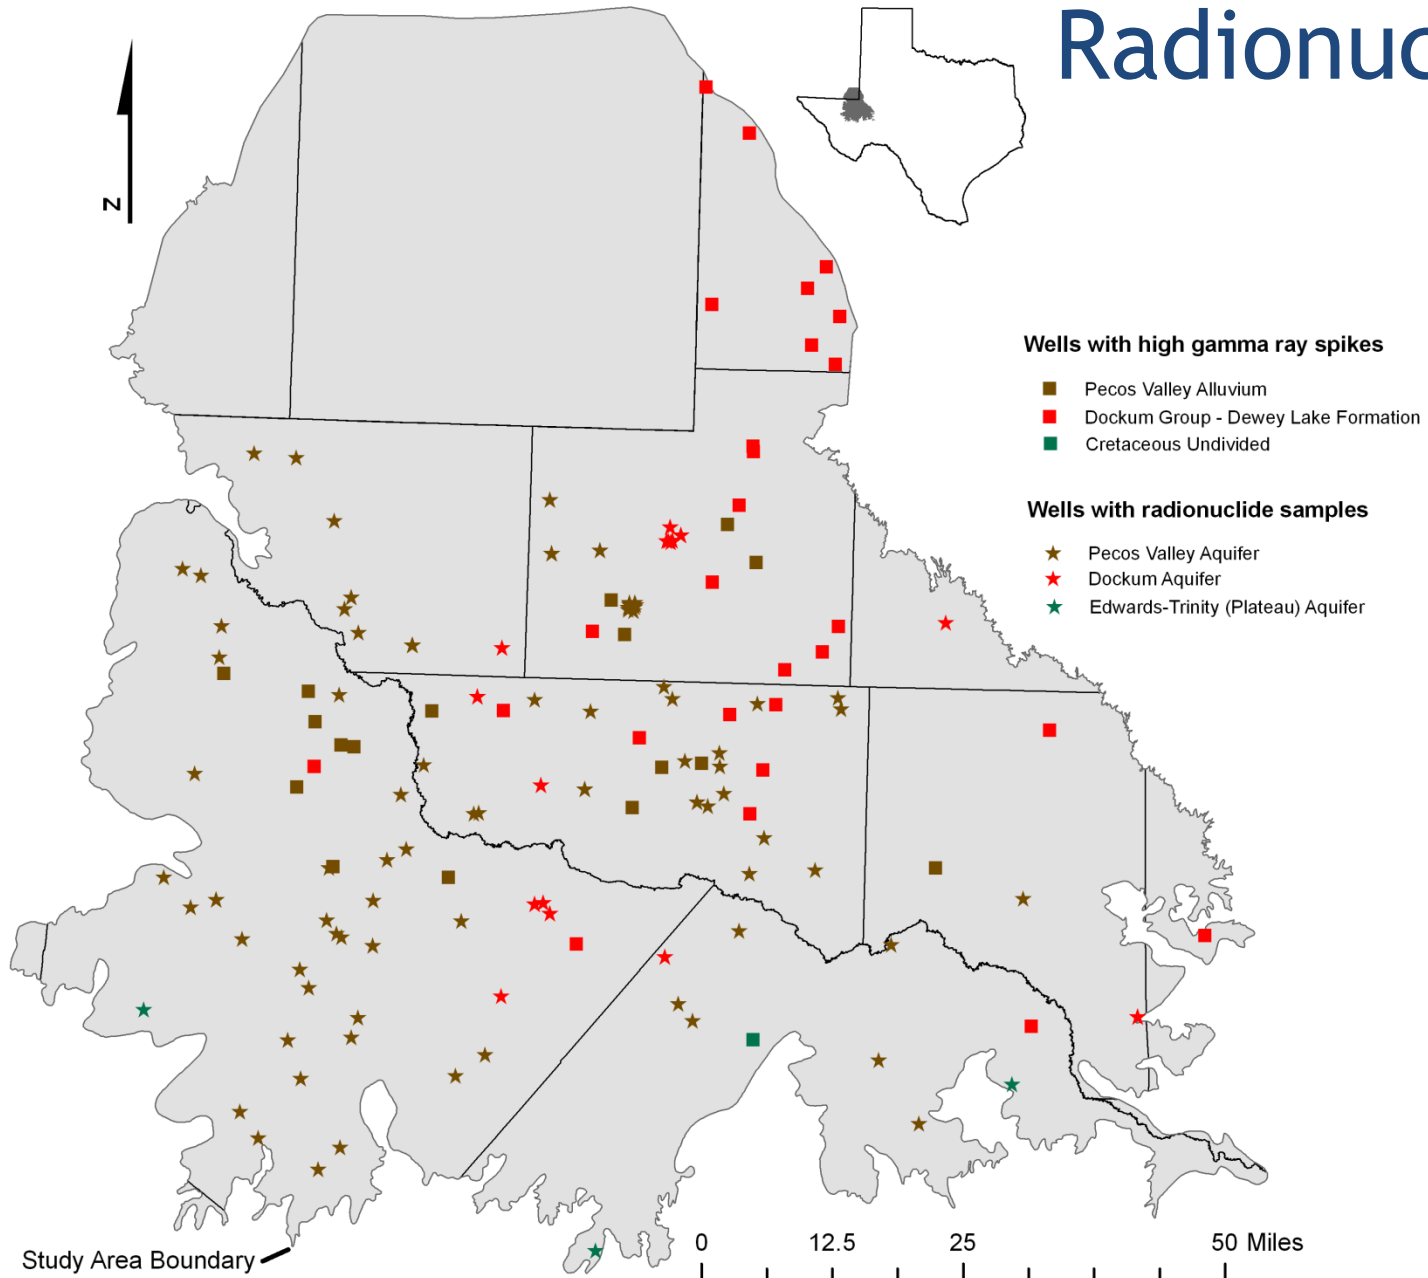 Radionuc
N
Wells with high gamma ray spikes
Pecos Valley Alluvium
Dockum Group - Dewey Lake Formation
Cretaceous Undivided
Wells with radionuclide samples
Pecos Valley Aquifer
Dockum Aquifer
Edwards-Trinity (Plateau) Aquifer
Study Area Boundary
0 12.5 25 50 Miles